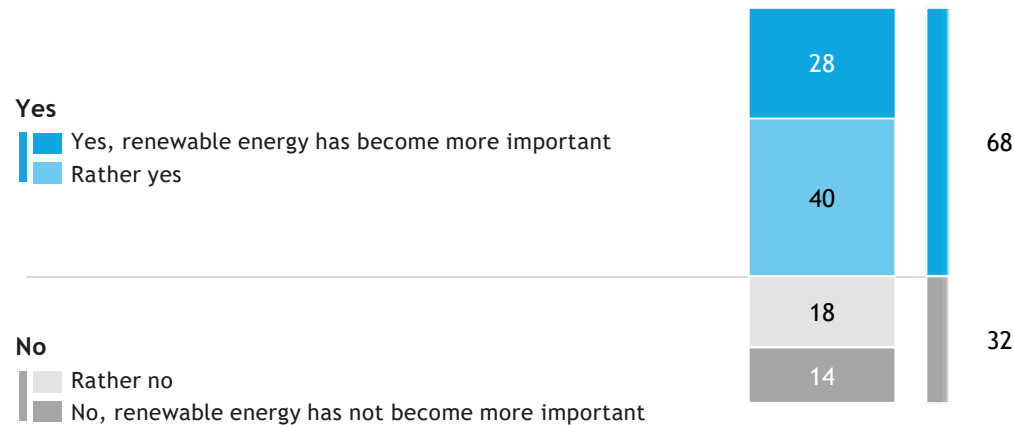 28
Yes
Yes, renewable energy has become more important
68
Rather yes
40
18
No
32
Rather no
14
No, renewable energy has not become more important